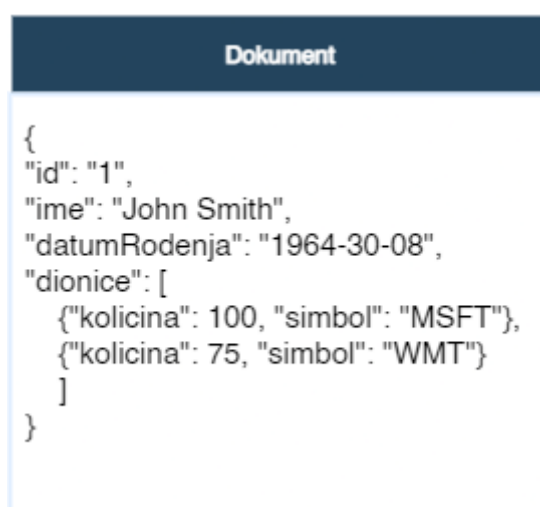 Dokument
{
"id": "1",
"ime": "John Smith",
"datumRodenja": "1964-30-08",
"dionice": [
{"kolicina": 100, "simbol": "MSFT"},
{"kolicina": 75, "simbol": "WMT"}
]
}